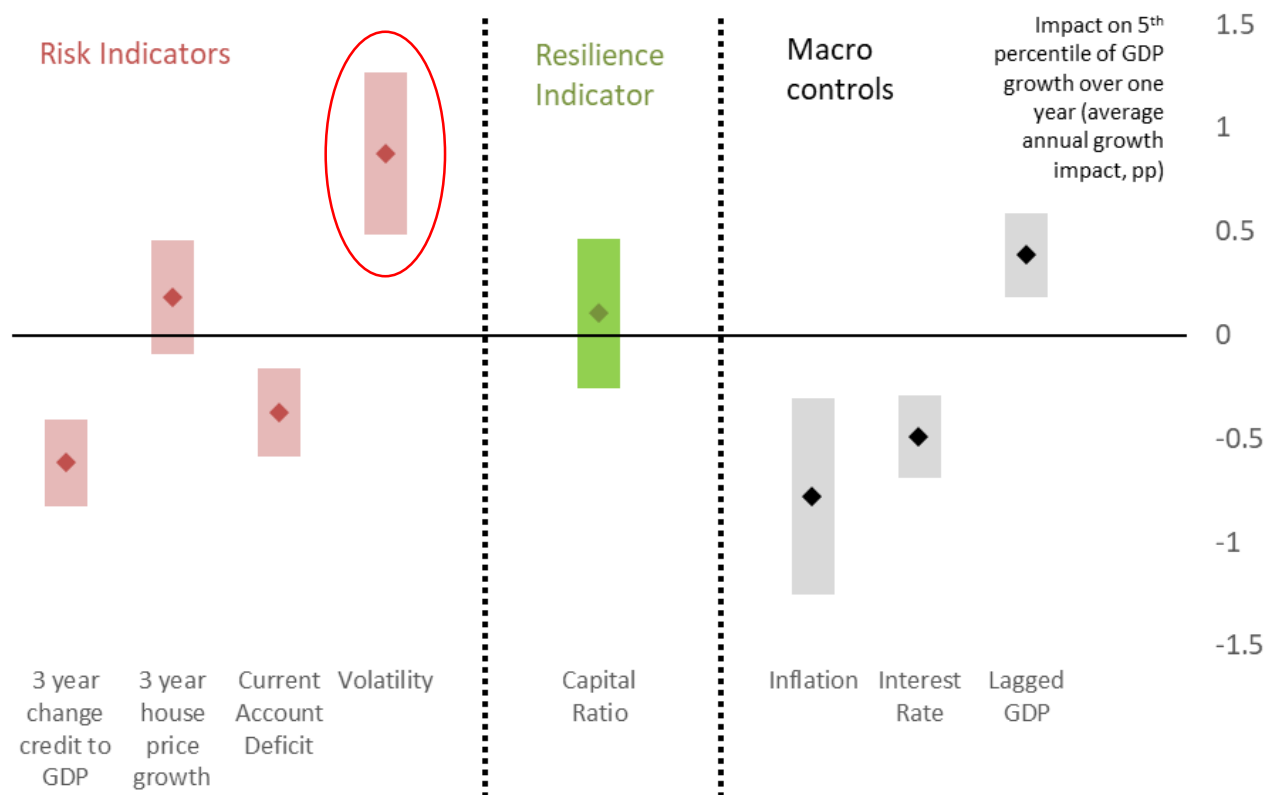 Risk Indicators
Resilience
Indicator
Macro
controls
Impact on 5th
percentile of GDP
growth over one
year (average
annual growth
impact, pp)
1.5
1
0.5
0
-0.5
-1
-1.5
3 year
change
credit to
GDP
3 year
house
price
growth
Current
Account
Deficit
Volatility
Capital
Ratio
Inflation
Interest
Rate
Lagged
GDP